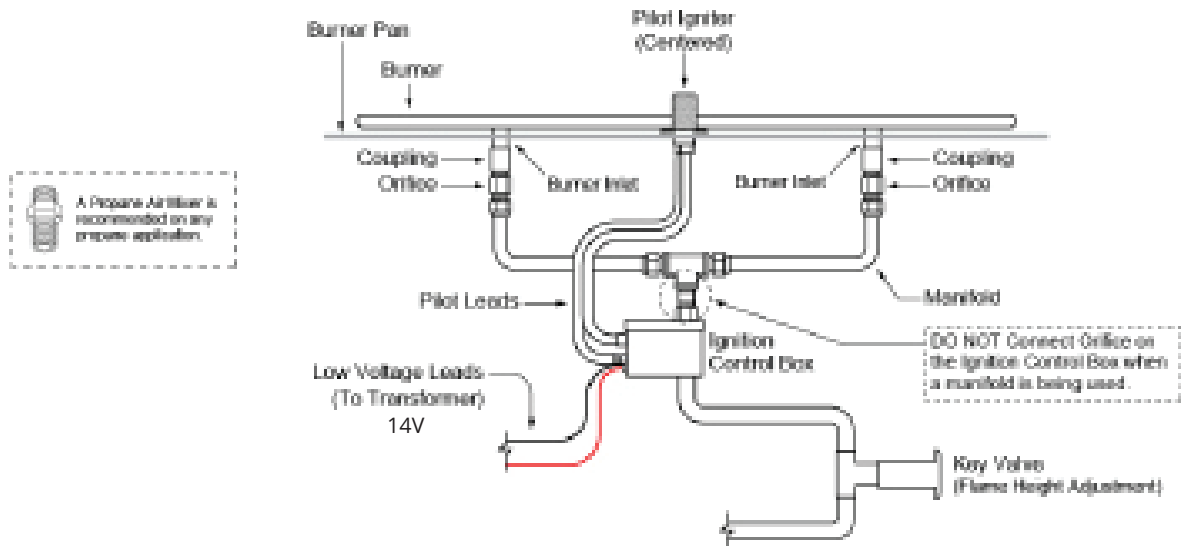 Pilot Igniter
(Centered)
Burner Pan
Burner
Coupling
Orifice
Burner Inlet
Burner Inlet
Coupling
Orifice
A Propane Air Mixer is
recommended on any
propane application.
Pilot Leads
Manifold
Ignition
Control Box
DO NOT Connect Orifice on
the Ignition Control Box when
a manifold is being used.
Low Voltage Leads
(To Transformer)
14V
Key Valve
(Flame Height Adjustment)